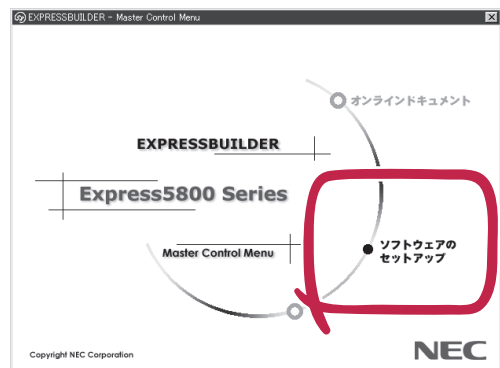 EXPRESSBUILDER - Master Control Menu
オンラインドキュメント
EXPRESSBUILDER
Express5800 Series
Master Control Menu
ソフトウェアの
セットアップ
Copyright NEC Corporation
NEC